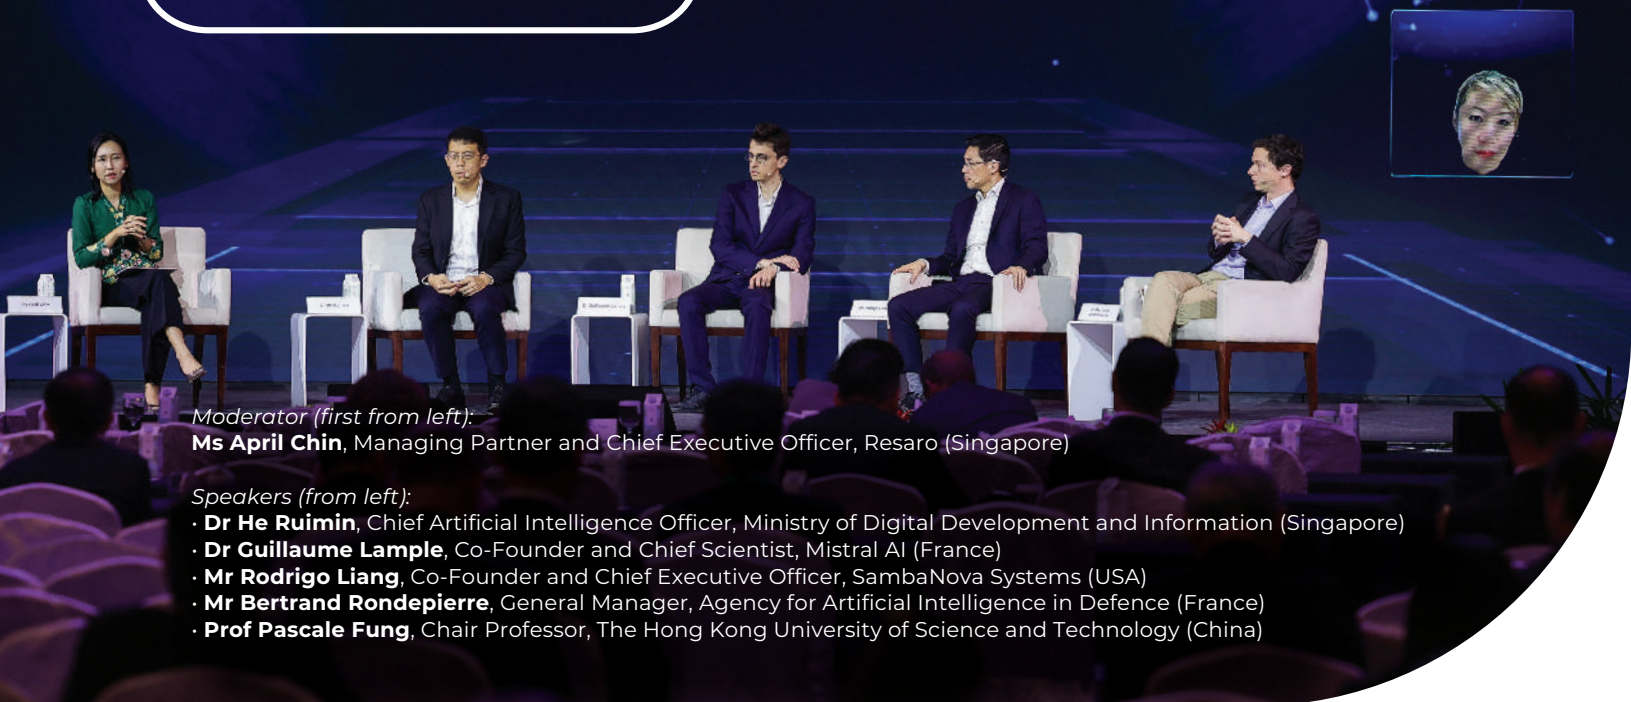 Moderator (first from left):
Ms April Chin, Managing Partner and Chief Executive Officer, Resaro (Singapore)
Speakers (from left):
· Dr He Ruimin, Chief Artificial Intelligence Officer, Ministry of Digital Development and Information (Singapore)
· Dr Guillaume Lample, Co-Founder and Chief Scientist, Mistral AI (France)
· Mr Rodrigo Liang, Co-Founder and Chief Executive Officer, SambaNova Systems (USA)
· Mr Bertrand Rondepierre, General Manager, Agency for Artificial Intelligence in Defence (France)
· Prof Pascale Fung, Chair Professor, The Hong Kong University of Science and Technology (China)